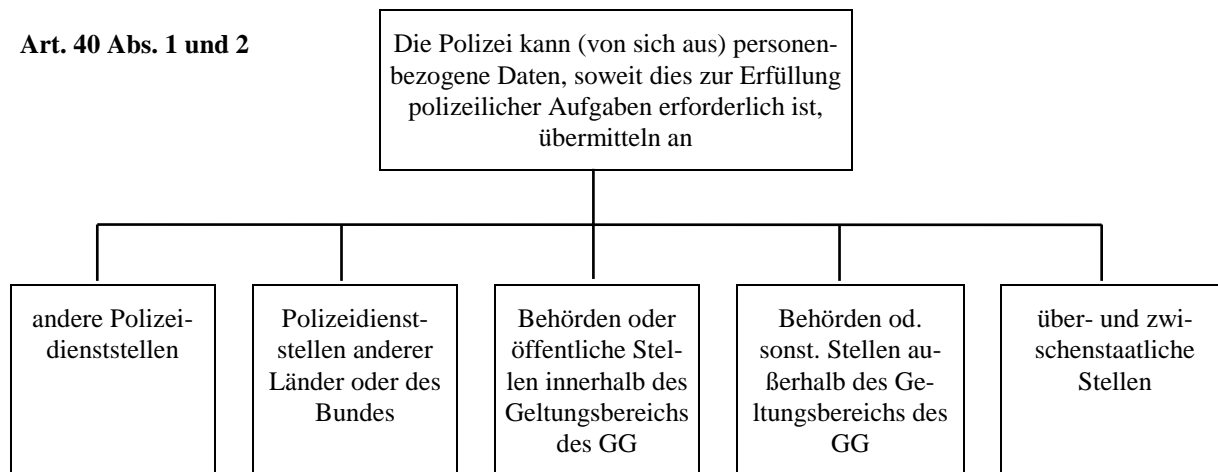 Art. 40 Abs. 1 und 2
Die Polizei kann (von sich aus) personen-
bezogene Daten, soweit dies zur Erfüllung
polizeilicher Aufgaben erforderlich ist,
übermitteln an
andere Polizei-
dienststellen
Polizeidienst-
stellen anderer
Länder oder des
Bundes
Behörden oder
öffentliche Stel-
len innerhalb des
Geltungsbereichs
des GG
Behörden od.
sonst. Stellen au-
ßerhalb des Ge-
ltungsbereichs des
GG
über- und zwi-
schenstaatliche
Stellen